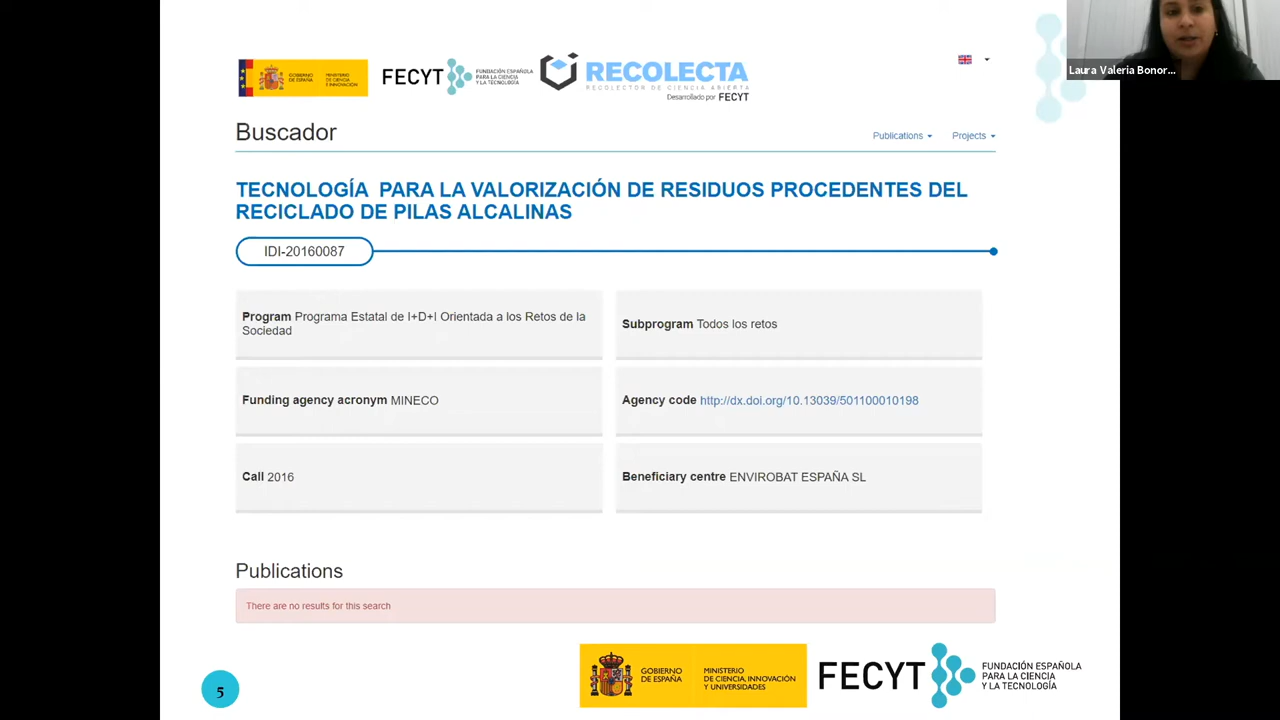 Laura Valeria Bonor...
GOBIERNO DE ESPAÑA
MINISTERIO DE CIENCIA E INNOVACIÓN
FECYT
FUNDACIÓN ESPAÑOLA
PARA LA CIENCIA
Y LA TECNOLOGÍA
RECOLECTA
RECOLECTOR DE CIENCIA ABIERTA
Desarrollado por FECYT
Buscador
Publications
Projects
TECNOLOGÍA PARA LA VALORIZACIÓN DE RESIDUOS PROCEDENTES DEL
RECICLADO DE PILAS ALCALINAS
IDI-20160087
Program Programa Estatal de I+D+I Orientada a los Retos de la
Sociedad
Subprogram Todos los retos
Funding agency acronym MINECO
Agency code http://dx.doi.org/10.13039/501100010198
Call 2016
Beneficiary centre ENVIROBAT ESPAÑA SL
Publications
There are no results for this search
5
GOBIERNO
DE ESPAÑA
MINISTERIO
DE CIENCIA, INNOVACIÓN
Y UNIVERSIDADES
FECYT
FUNDACIÓN ESPAÑOLA
PARA LA CIENCIA
Y LA TECNOLOGÍA